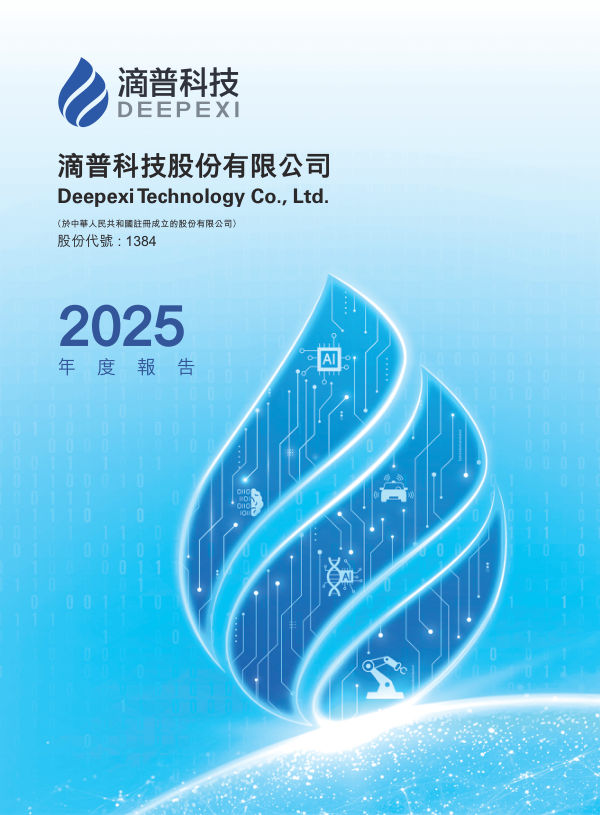 滴普科技
DEEPEXI
滴普科技股份有限公司
Deepexi Technology Co., Ltd.
（於中華人民共和國註冊成立的股份有限公司）
股份代號：1384
2025
年度報告
AI
AI